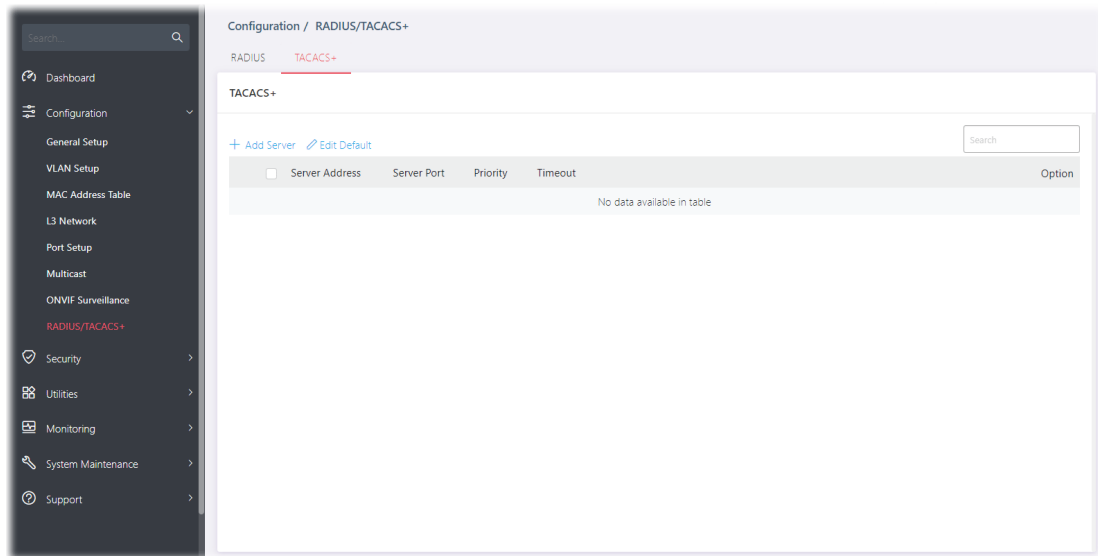 Search...
Dashboard
Configuration
General Setup
VLAN Setup
MAC Address Table
L3 Network
Port Setup
Multicast
ONVIF Surveillance
RADIUS/TACACS+
Security
Utilities
Monitoring
System Maintenance
Support
Configuration / RADIUS/TACACS+
RADIUS TACACS+
TACACS+
Add Server Edit Default Search
Server Address Server Port Priority Timeout Option
No data available in table